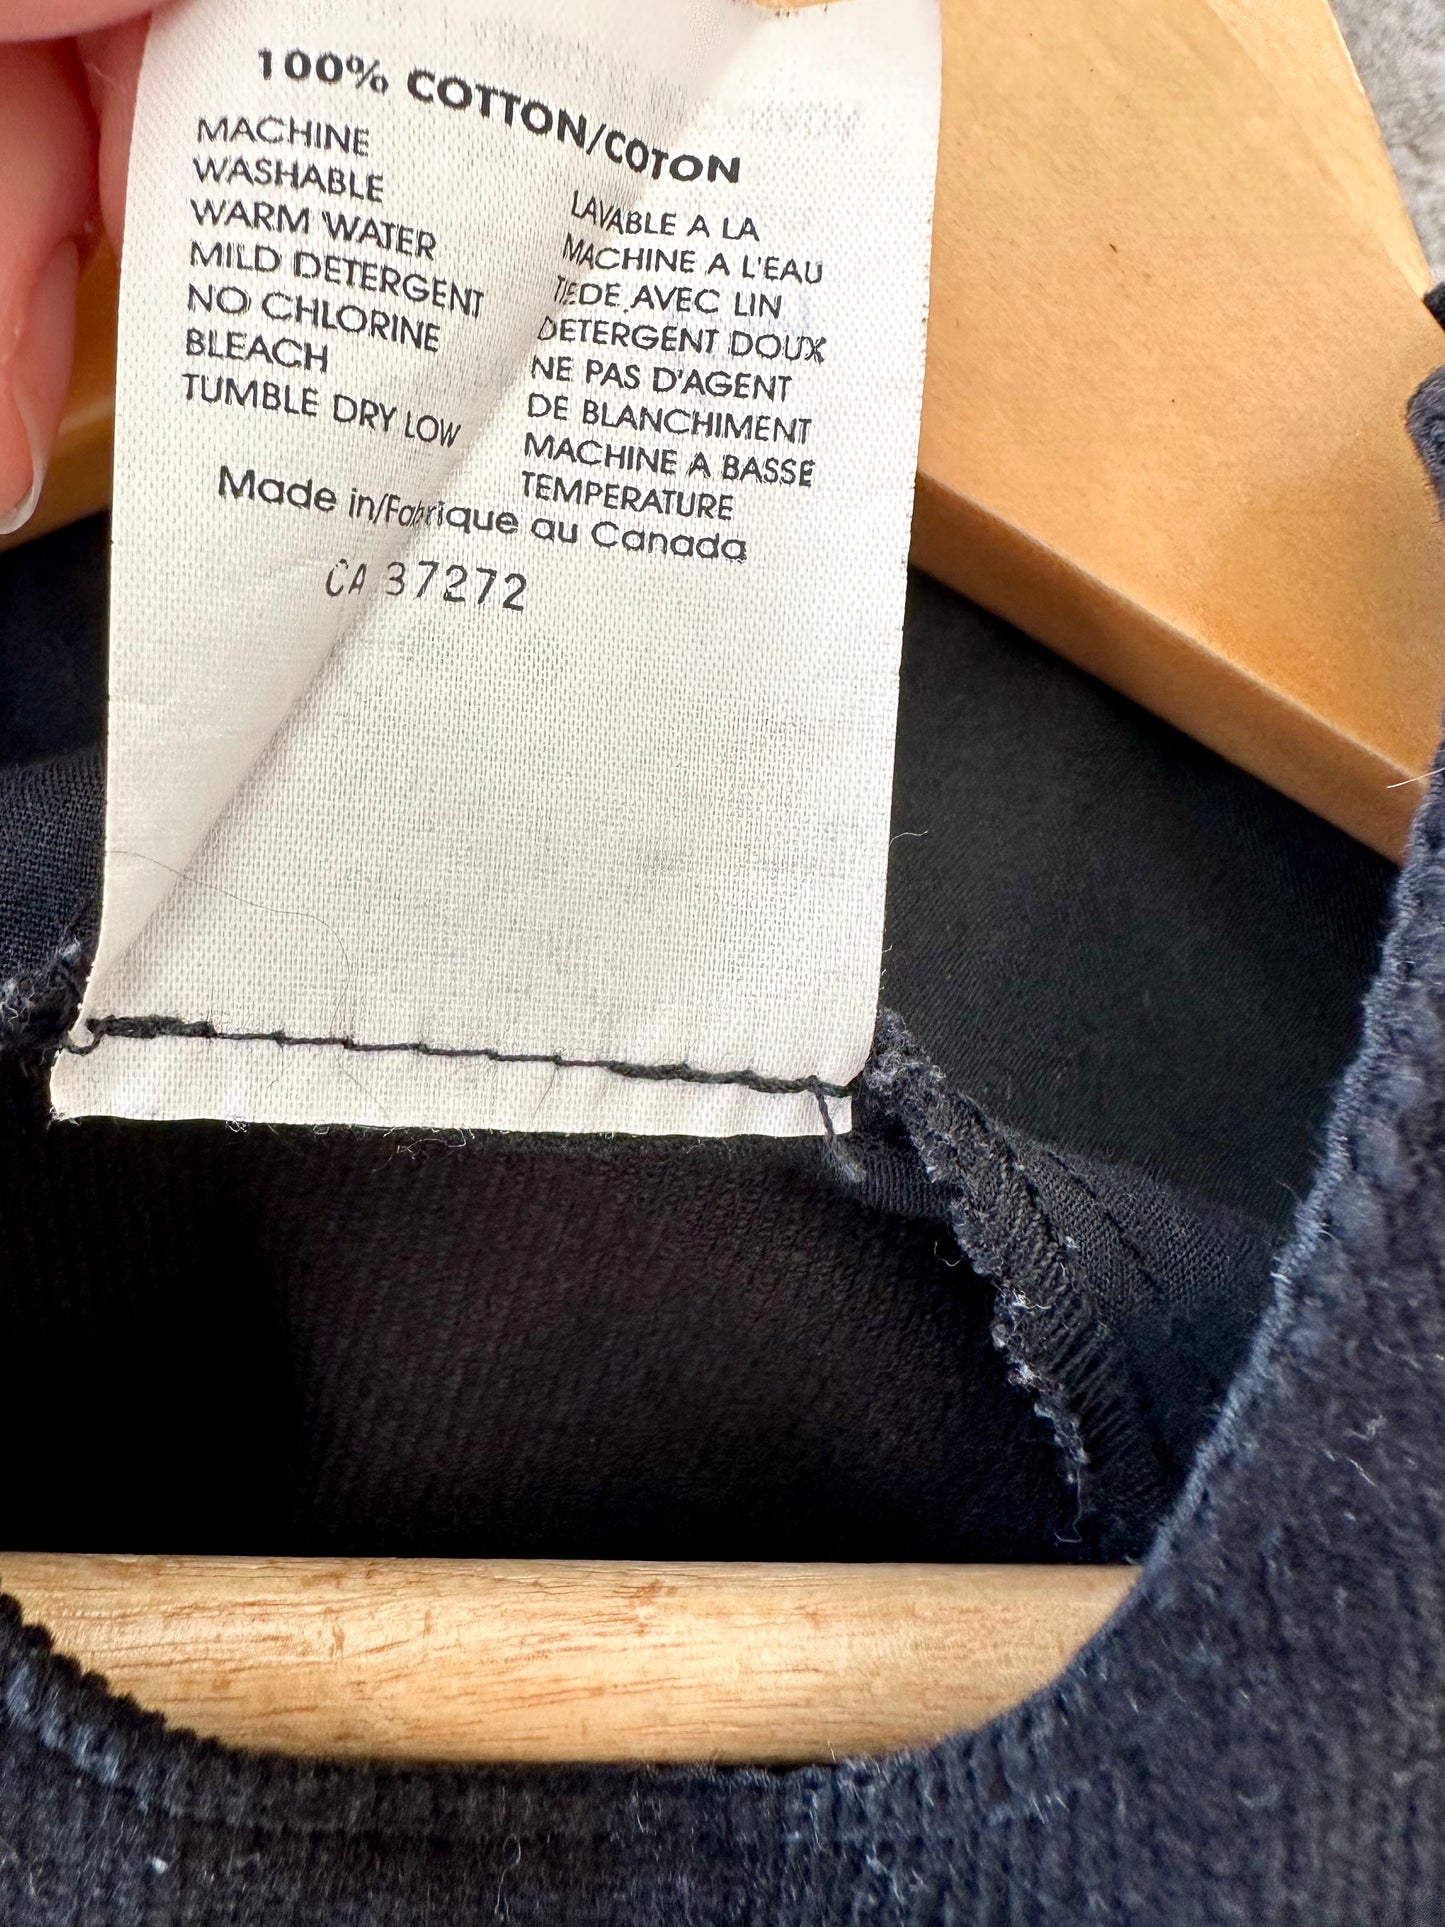 100% COTTON/COTON
MACHINE
WASHABLE
WARM WATER
MILD DETERGENT
NO CHLORINE
BLEACH
TUMBLE DRY LOW
LAVABLE A LA
MACHINE A L'EAU
TIEDE AVEC LIN
DETERGENT DOUX
NE PAS D'AGENT
DE BLANCHIMENT
MACHINE A BASSE
TEMPERATURE
Made in/Fabrique au Canada
CA 37272